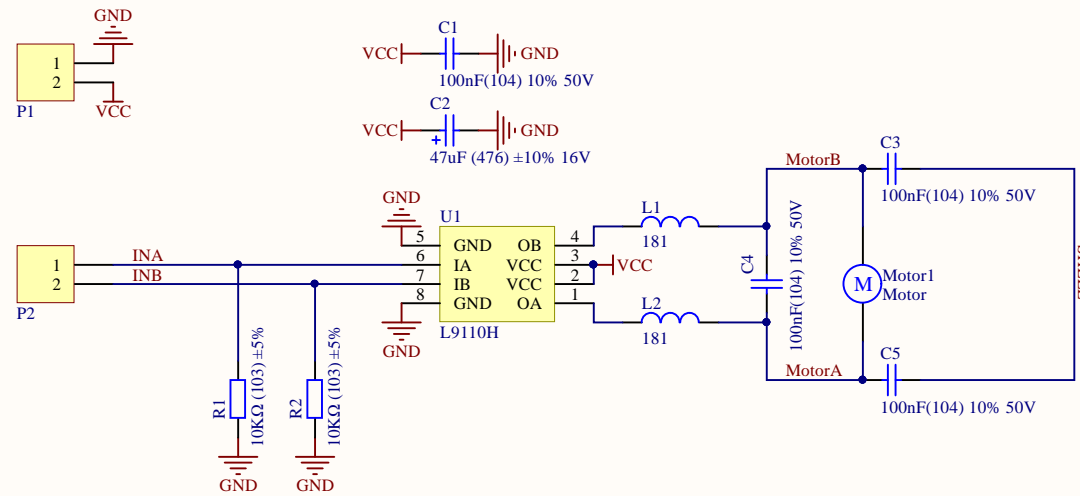 GND
1
2
VCC
P1
C1
VCC
GND
100nF(104) 10% 50V
C2
VCC
GND
+
47uF (476) ±10% 16V
MotorB
C3
100nF(104) 10% 50V
GND
U1
L1
181
5 GND OB 4
6 IA VCC 3
7 IB VCC 2
8 GND OA 1
VCC
L9110H
GND
L2
181
C4
100nF(104) 10% 50V
M
Motor1
Motor
1
2
P2
INA
INB
MotorA
C5
100nF(104) 10% 50V
R1
10KΩ (103) ±5%
R2
10KΩ (103) ±5%
GND
GND